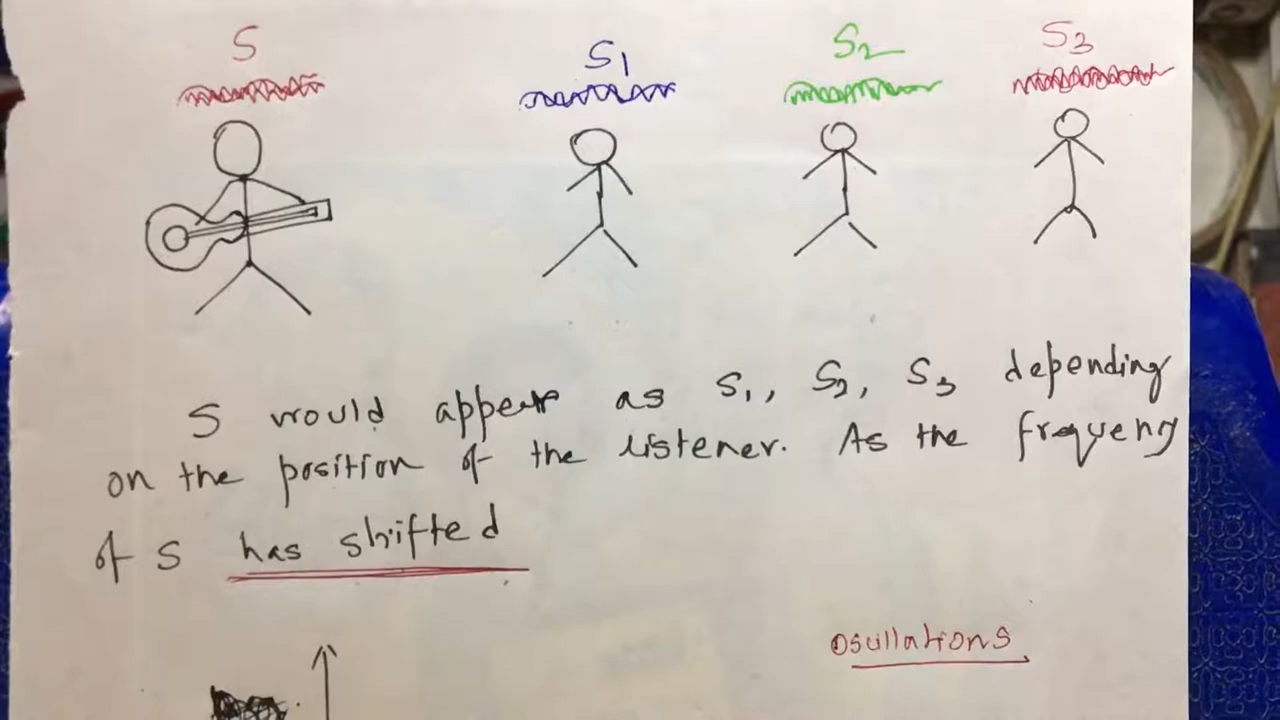 S S1 S2 S3
S would appear as S1, S2, S3 depending
on the position of the listener. As the frequency
of S has shifted
Oscillations